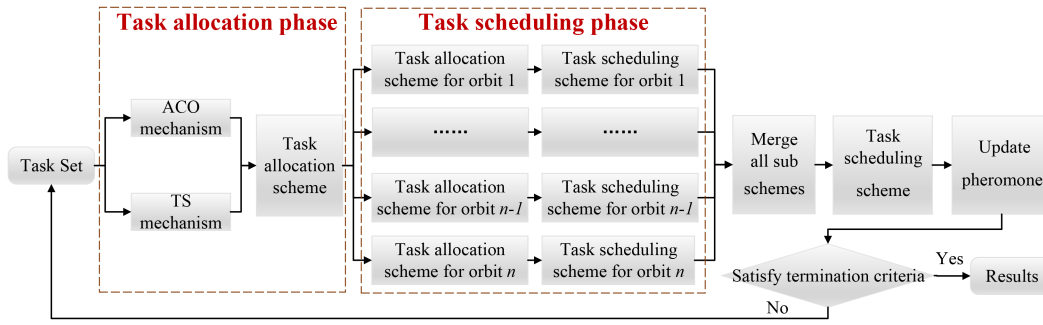 Task allocation phase
Task scheduling phase
Task Set
ACO
mechanism
TS
mechanism
Task
allocation
scheme
Task allocation
scheme for orbit 1
Task scheduling
scheme for orbit 1
······
······
Task allocation
scheme for orbit n-1
Task scheduling
scheme for orbit n-1
Task allocation
scheme for orbit n
Task scheduling
scheme for orbit n
Merge
all sub
schemes
Task
scheduling
scheme
Update
pheromone
Satisfy termination criteria
Yes
Results
No